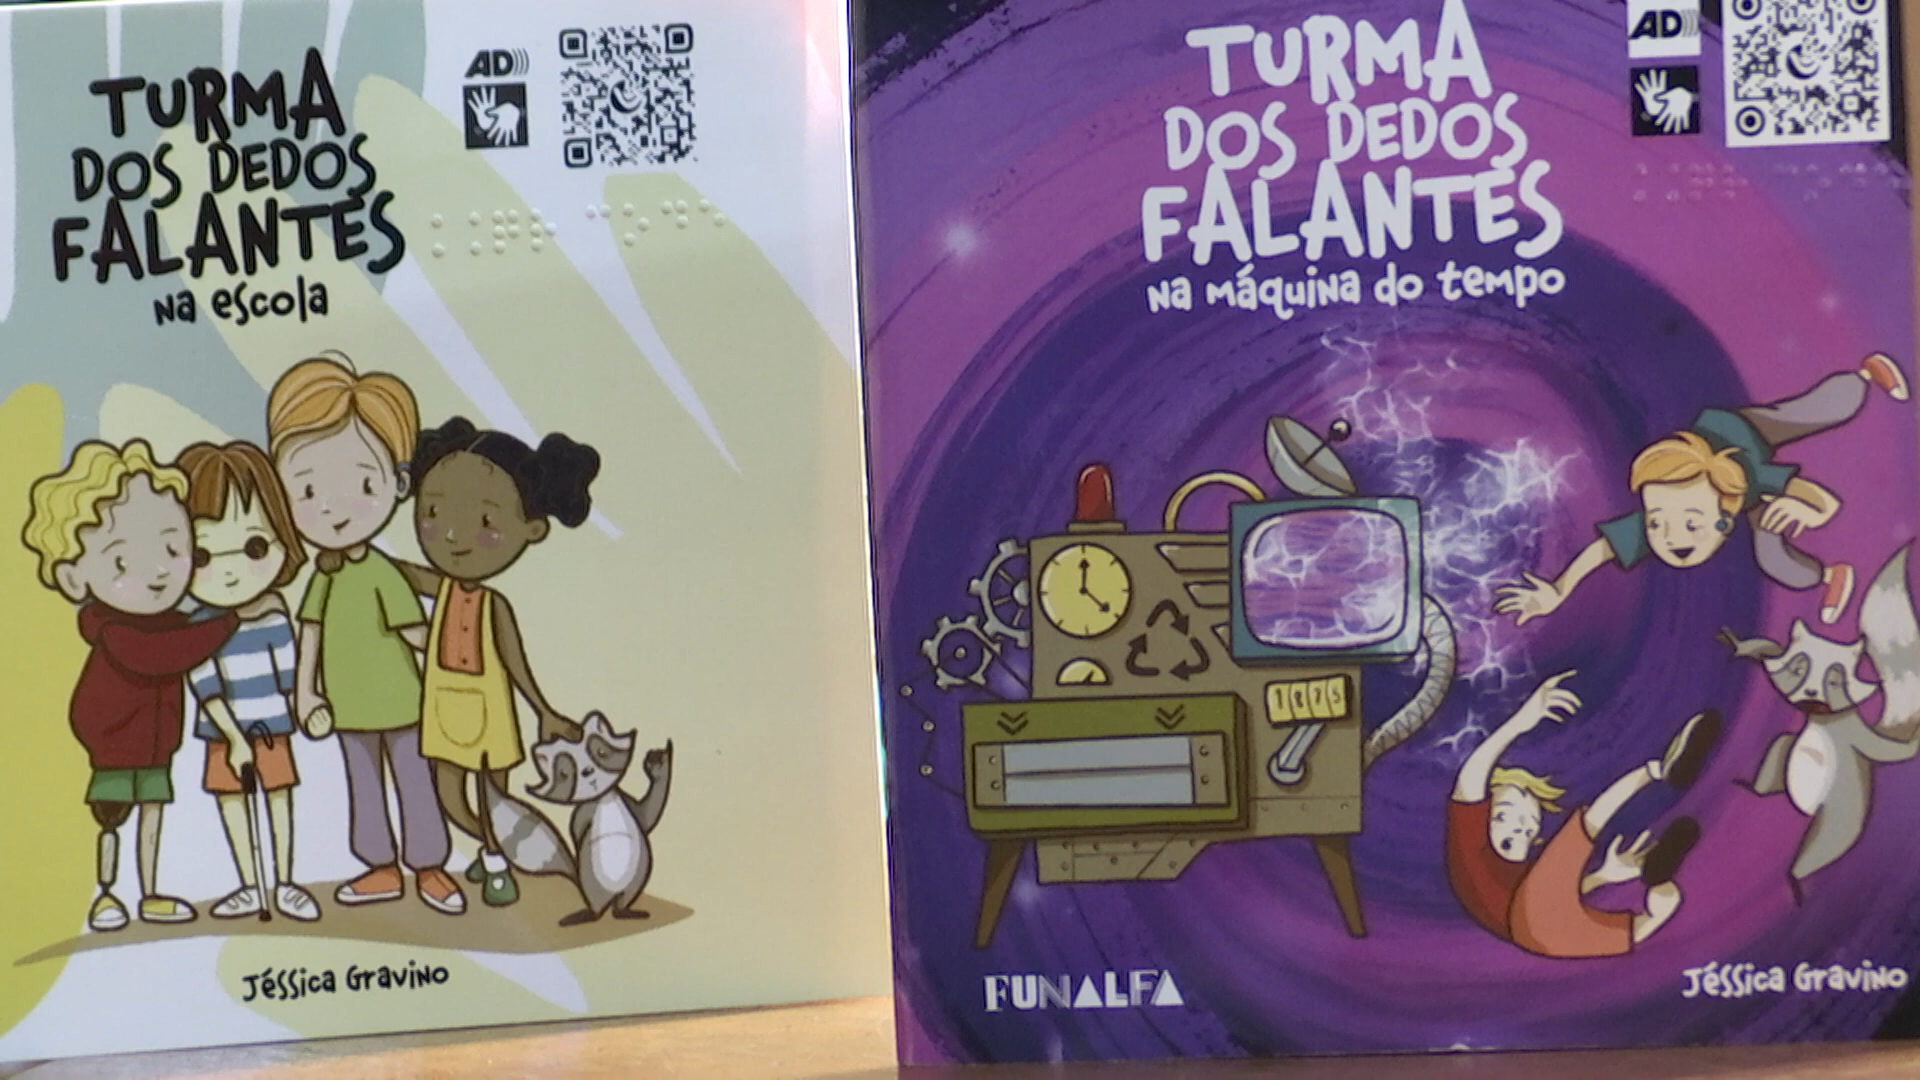 TURMA
DOS DEDOS
FALANTES
na escola
AD
Jéssica Gravino
TURMA
DOS DEDOS
FALANTES
na máquina do tempo
AD
1875
FUNALFA
Jéssica Gravino